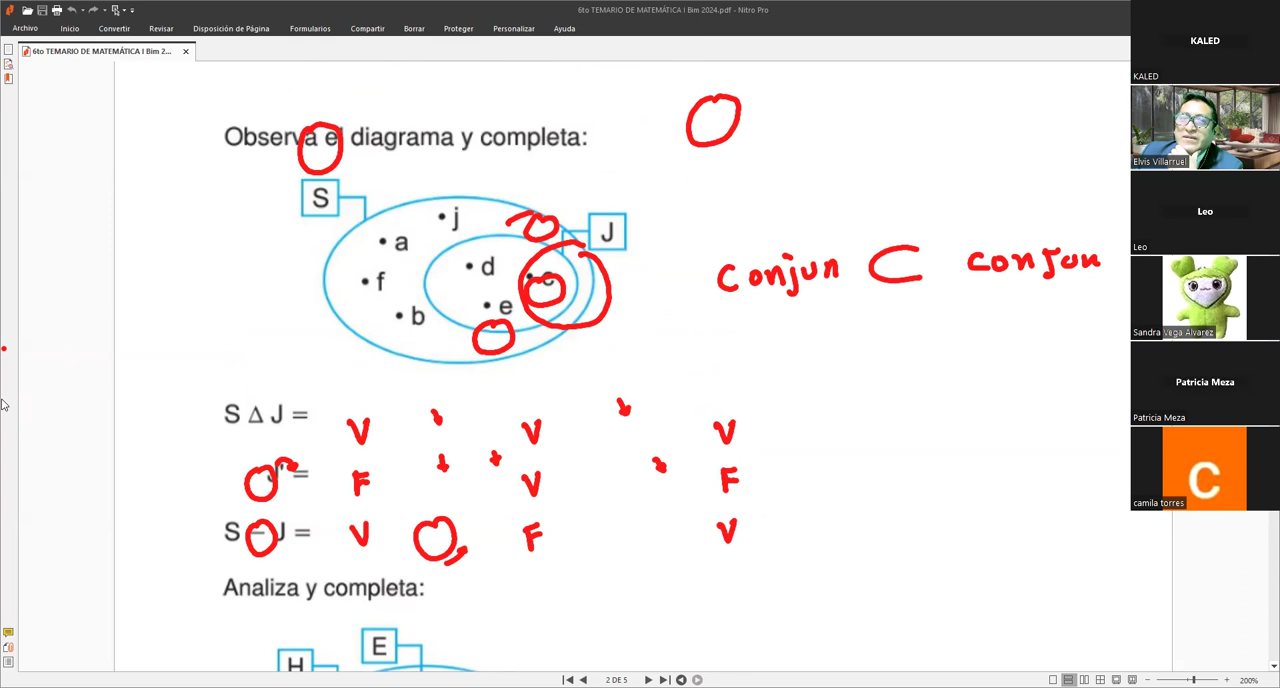 6to TEMARIO DE MATEMÁTICA I Bim 2024.pdf - Nitro Pro
Archivo Inicio Convertir Revisar Disposición de Página Formularios Compartir Borrar Proteger Personalizar Ayuda
6to TEMARIO DE MATEMÁTICA I Bim 2...
Observa el diagrama y completa:
S
J
j
a
d
f
e
b
conjun ⊂ conjun
S Δ J =
V V V
J' =
F V F
S − J =
V F V
Analiza y completa:
E
H
2 DE 5
200%
KALED
KALED
Elvis Villarruel
Leo
Leo
Sandra Vega Alvarez
Patricia Meza
Patricia Meza
C
camila torres